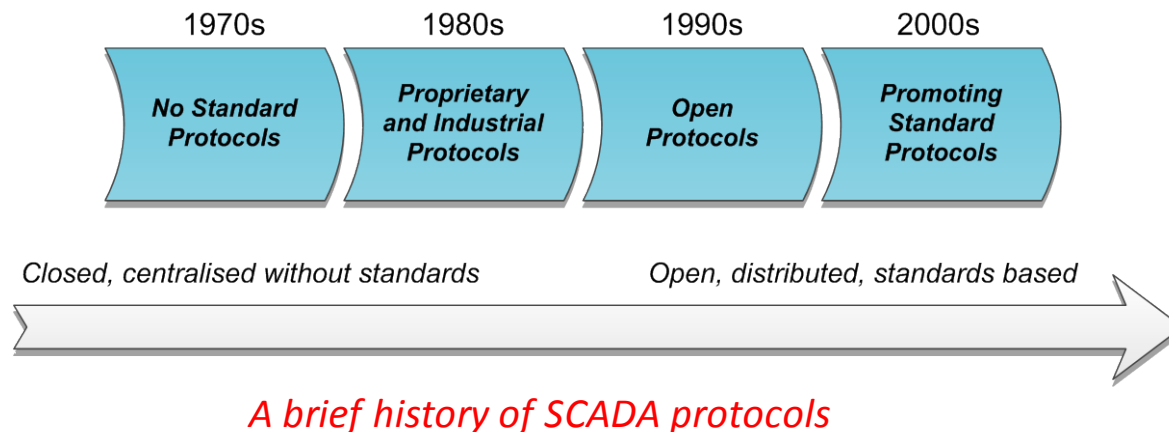 1970s
1980s
1990s
2000s
No Standard
Protocols
Proprietary
and Industrial
Protocols
Open
Protocols
Promoting
Standard
Protocols
Closed, centralised without standards
Open, distributed, standards based
A brief history of SCADA protocols